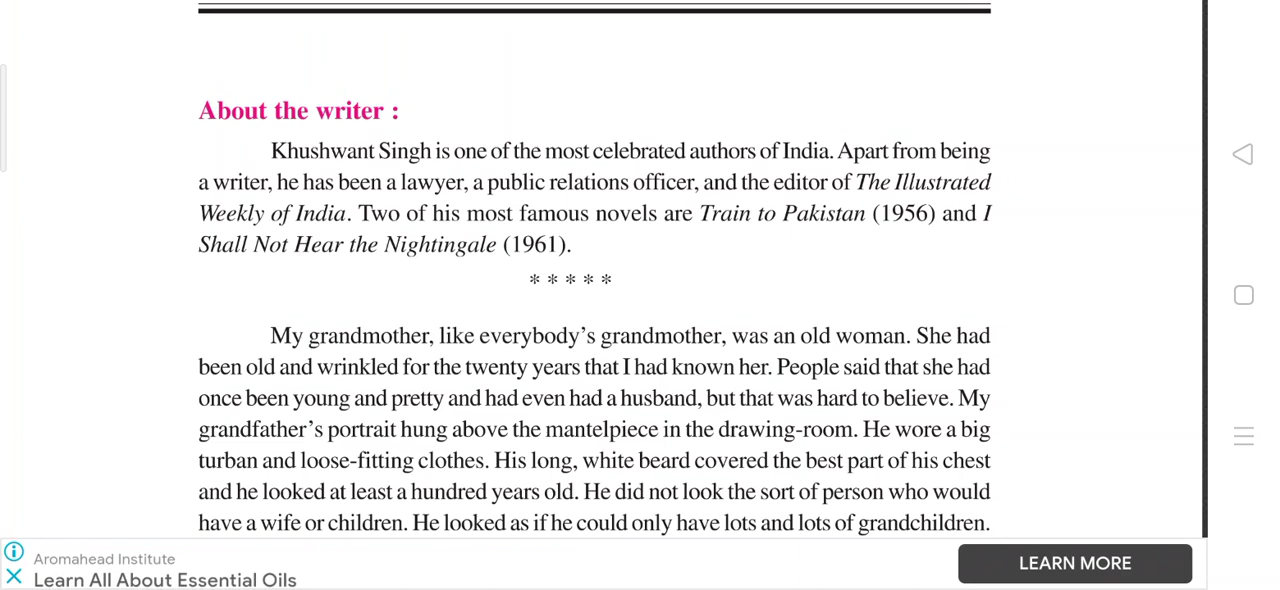 About the writer :
Khushwant Singh is one of the most celebrated authors of India. Apart from being
a writer, he has been a lawyer, a public relations officer, and the editor of The Illustrated
Weekly of India. Two of his most famous novels are Train to Pakistan (1956) and I
Shall Not Hear the Nightingale (1961).
* * * * *
My grandmother, like everybody’s grandmother, was an old woman. She had
been old and wrinkled for the twenty years that I had known her. People said that she had
once been young and pretty and had even had a husband, but that was hard to believe. My
grandfather’s portrait hung above the mantelpiece in the drawing-room. He wore a big
turban and loose-fitting clothes. His long, white beard covered the best part of his chest
and he looked at least a hundred years old. He did not look the sort of person who would
have a wife or children. He looked as if he could only have lots and lots of grandchildren.
Aromahead Institute
Learn All About Essential Oils
LEARN MORE